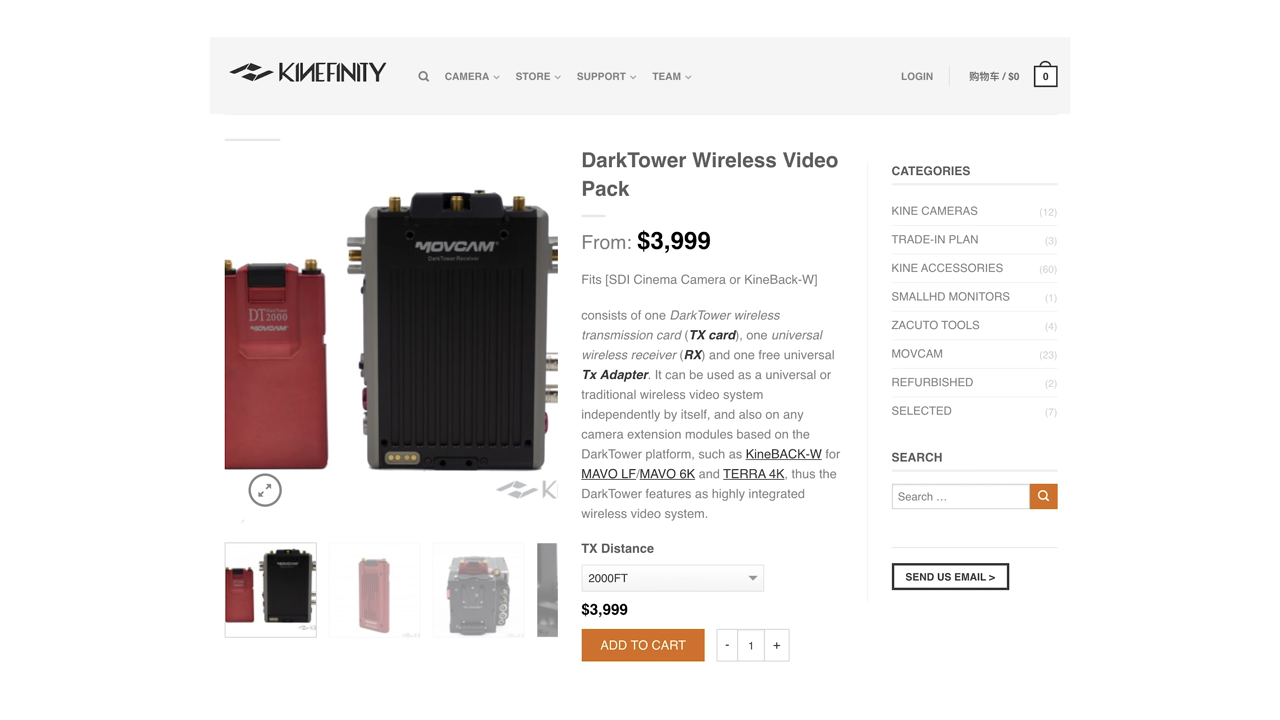 KINEFINITY
CAMERA STORE SUPPORT TEAM
LOGIN 购物车 / $0 0
MOVCAM
DarkTower Receiver
DT2000
MOVCAM
DarkTower Wireless Video
Pack
From: $3,999
Fits [SDI Cinema Camera or KineBack-W]
consists of one DarkTower wireless
transmission card (TX card), one universal
wireless receiver (RX) and one free universal
Tx Adapter. It can be used as a universal or
traditional wireless video system
independently by itself, and also on any
camera extension modules based on the
DarkTower platform, such as KineBACK-W for
MAVO LF/MAVO 6K and TERRA 4K, thus the
DarkTower features as highly integrated
wireless video system.
TX Distance
2000FT
$3,999
ADD TO CART - 1 +
CATEGORIES
KINE CAMERAS (12)
TRADE-IN PLAN (3)
KINE ACCESSORIES (60)
SMALLHD MONITORS (1)
ZACUTO TOOLS (4)
MOVCAM (23)
REFURBISHED (2)
SELECTED (7)
SEARCH
Search …
SEND US EMAIL >